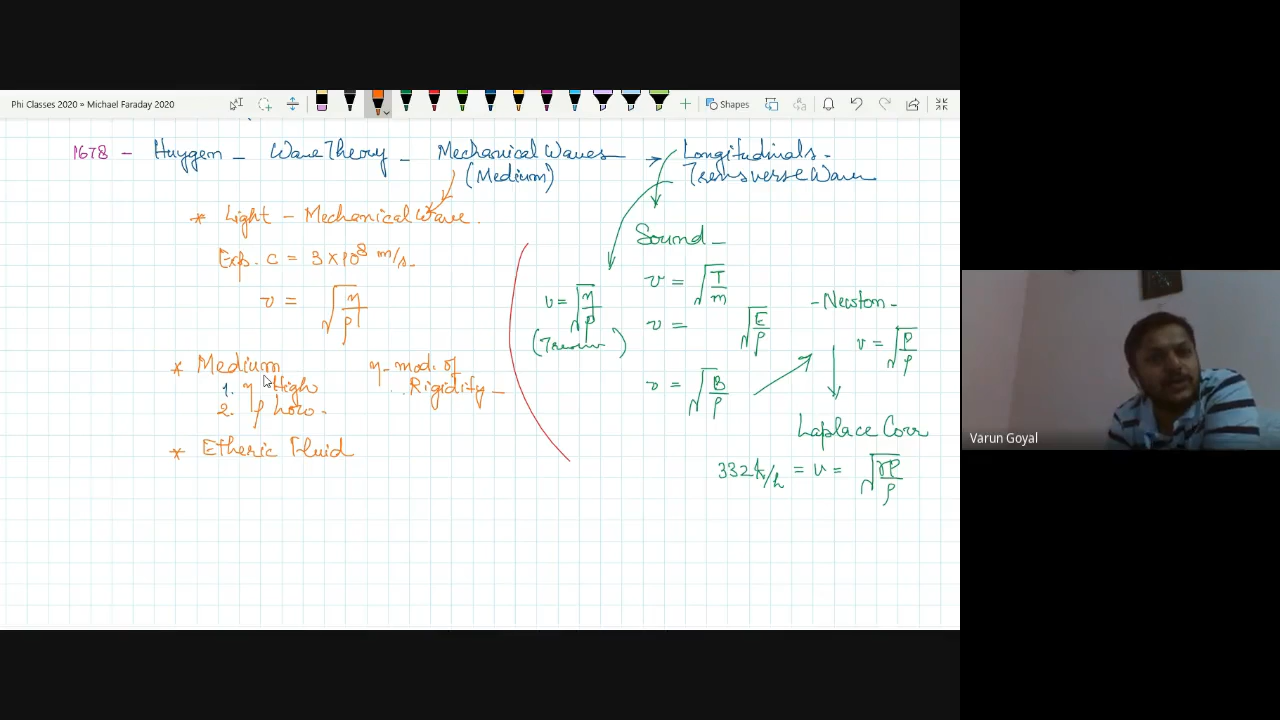 Phi Classes 2020 » Michael Faraday 2020
Shapes
1678 - Huygen - Wave Theory - Mechanical Waves → Longitudinals -
(Medium) Transverse Wave
* Light - Mechanical Wave.
Exp. c = 3 × 10⁸ m/s.
v = √(η/ρ)
* Medium
1. η High
2. ρ Low.
η - mod. of
Rigidify -
* Etheric Fluid
v = √(η/ρ)
Sound -
v = √(T/m)
v = √(E/ρ)
v = √(B/ρ)
- Newton -
v = √(P/ρ)
Laplace Corr
332 k/h = v = √(γP/ρ)
Varun Goyal